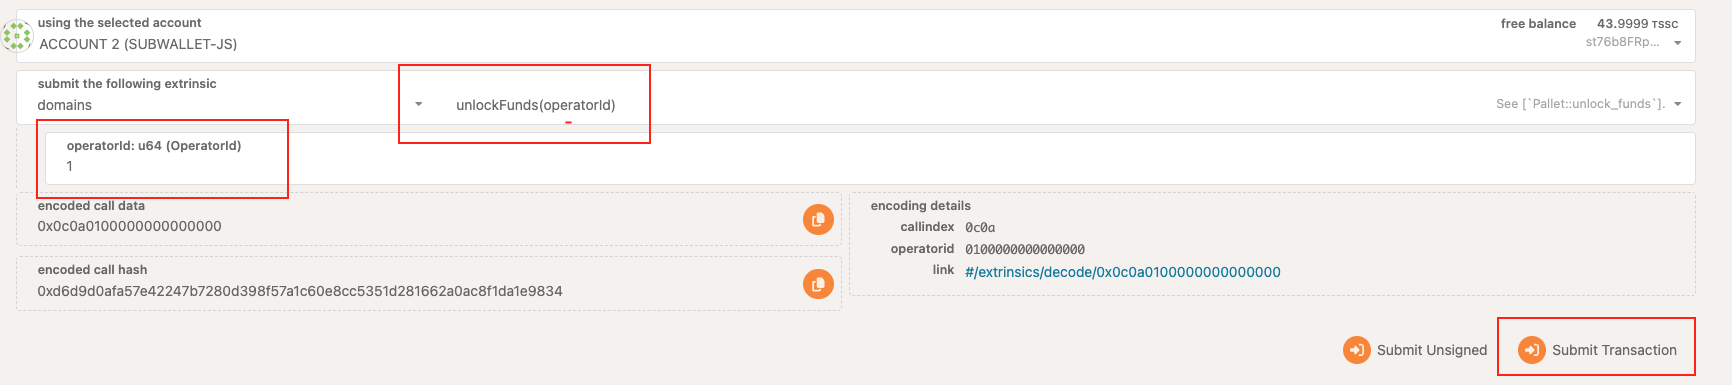 using the selected account
ACCOUNT 2 (SUBWALLET-JS)
free balance 43.9999 TSSC
st76b8FRp...
submit the following extrinsic
domains
unlockFunds(operatorId)
See [`Pallet::unlock_funds`].
operatorId: u64 (OperatorId)
1
encoded call data
0x0c0a0100000000000000
encoding details
callindex 0c0a
operatorid 0100000000000000
link #/extrinsics/decode/0x0c0a0100000000000000
encoded call hash
0xd6d9d0afa57e42247b7280d398f57a1c60e8cc5351d281662a0ac8f1da1e9834
Submit Unsigned
Submit Transaction